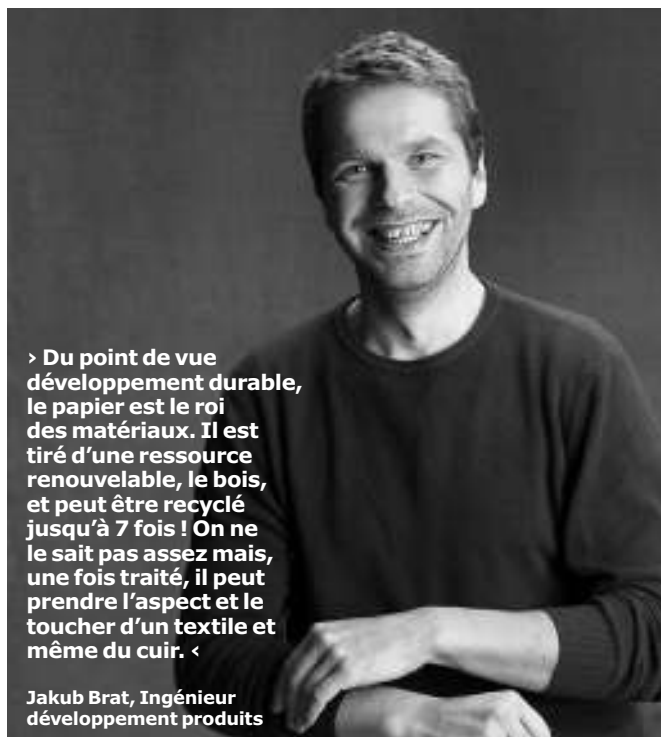 › Du point de vue
développement durable,
le papier est le roi
des matériaux. Il est
tiré d’une ressource
renouvelable, le bois,
et peut être recyclé
jusqu’à 7 fois ! On ne
le sait pas assez mais,
une fois traité, il peut
prendre l’aspect et le
toucher d’un textile et
même du cuir. ‹
Jakub Brat, Ingénieur
développement produits